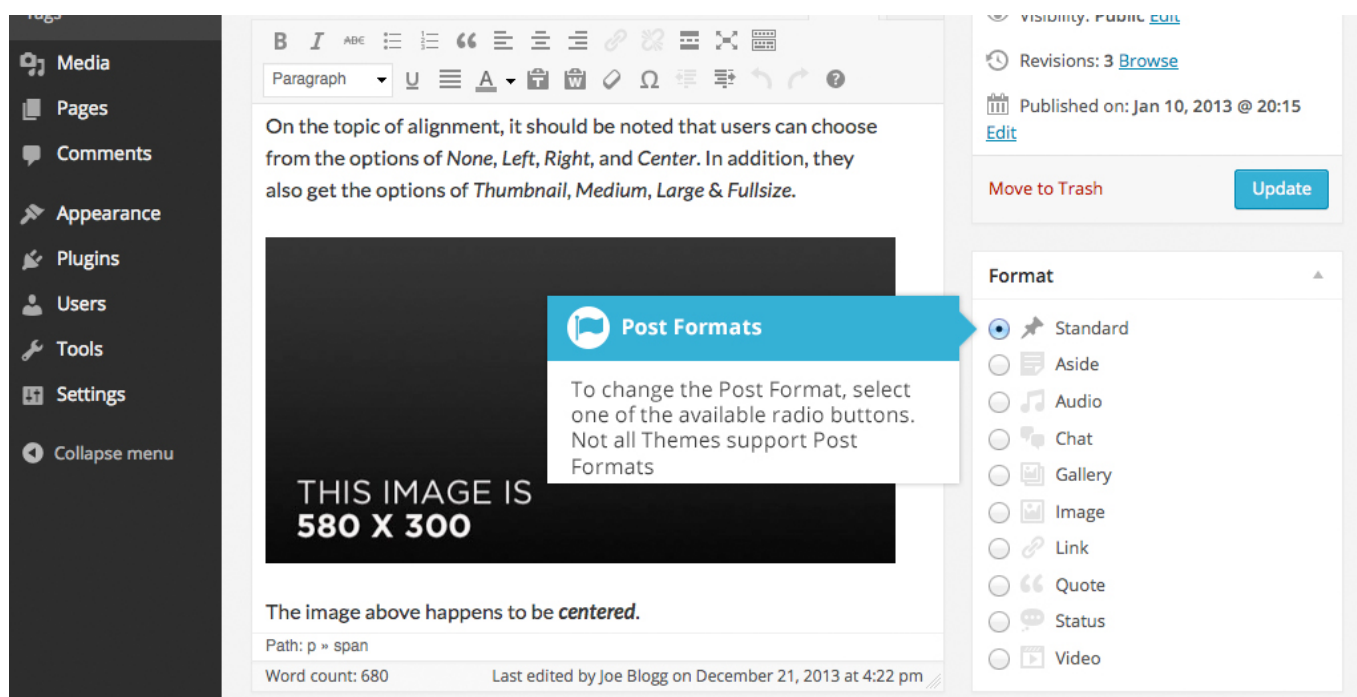 Tags
Media
Pages
Comments
Appearance
Plugins
Users
Tools
Settings
Collapse menu
B I ABC
Paragraph U A T W Ω ?
On the topic of alignment, it should be noted that users can choose
from the options of None, Left, Right, and Center. In addition, they
also get the options of Thumbnail, Medium, Large & Fullsize.
THIS IMAGE IS
580 X 300
Post Formats
To change the Post Format, select
one of the available radio buttons.
Not all Themes support Post
Formats
The image above happens to be centered.
Path: p » span
Word count: 680 Last edited by Joe Blogg on December 21, 2013 at 4:22 pm
Visibility: Public Edit
Revisions: 3 Browse
Published on: Jan 10, 2013 @ 20:15
Edit
Move to Trash Update
Format
Standard
Aside
Audio
Chat
Gallery
Image
Link
Quote
Status
Video